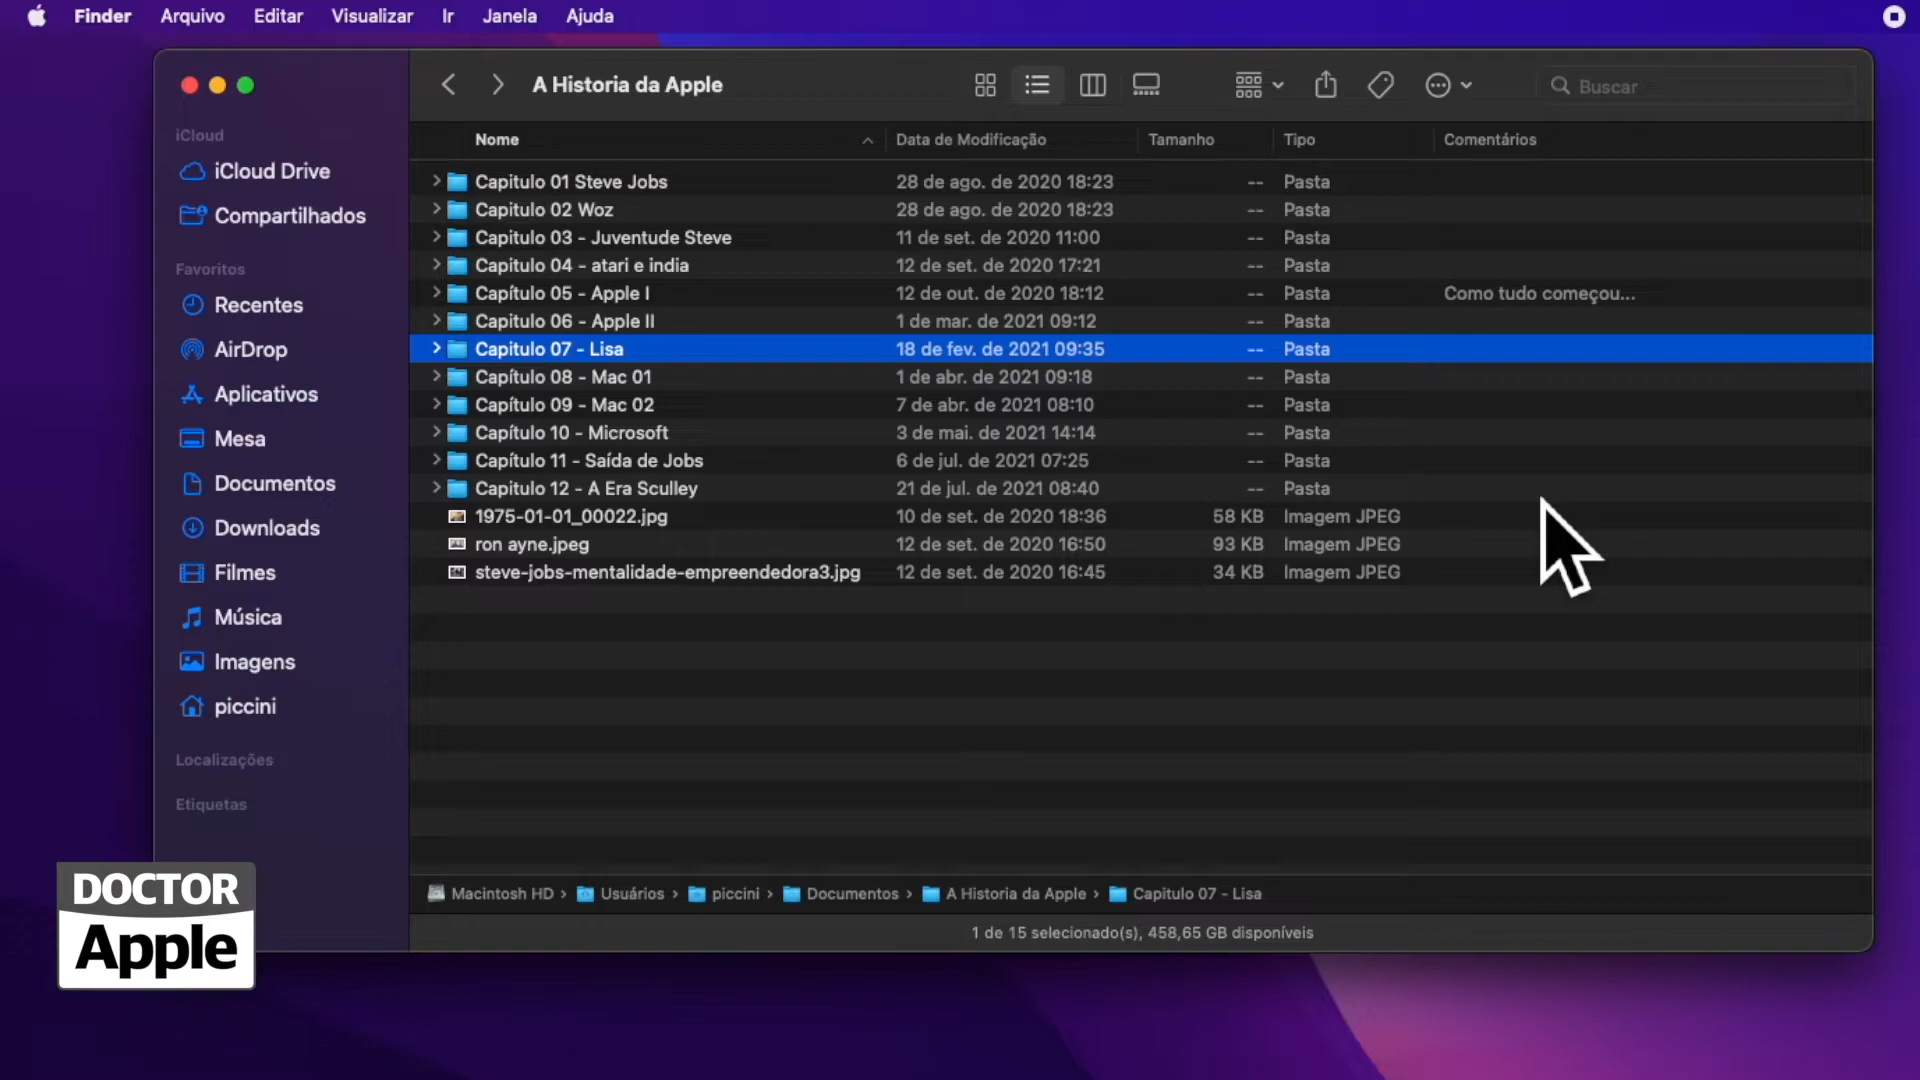 Finder Arquivo Editar Visualizar Ir Janela Ajuda
A Historia da Apple
Buscar
iCloud
iCloud Drive
Compartilhados
Favoritos
Recentes
AirDrop
Aplicativos
Mesa
Documentos
Downloads
Filmes
Música
Imagens
piccini
Localizações
Etiquetas
Nome Data de Modificação Tamanho Tipo Comentários
Capitulo 01 Steve Jobs 28 de ago. de 2020 18:23 -- Pasta
Capitulo 02 Woz 28 de ago. de 2020 18:23 -- Pasta
Capitulo 03 - Juventude Steve 11 de set. de 2020 11:00 -- Pasta
Capitulo 04 - atari e india 12 de set. de 2020 17:21 -- Pasta
Capítulo 05 - Apple I 12 de out. de 2020 18:12 -- Pasta Como tudo começou...
Capitulo 06 - Apple II 1 de mar. de 2021 09:12 -- Pasta
Capitulo 07 - Lisa 18 de fev. de 2021 09:35 -- Pasta
Capítulo 08 - Mac 01 1 de abr. de 2021 09:18 -- Pasta
Capítulo 09 - Mac 02 7 de abr. de 2021 08:10 -- Pasta
Capítulo 10 - Microsoft 3 de mai. de 2021 14:14 -- Pasta
Capítulo 11 - Saída de Jobs 6 de jul. de 2021 07:25 -- Pasta
Capitulo 12 - A Era Sculley 21 de jul. de 2021 08:40 -- Pasta
1975-01-01_00022.jpg 10 de set. de 2020 18:36 58 KB Imagem JPEG
ron ayne.jpeg 12 de set. de 2020 16:50 93 KB Imagem JPEG
steve-jobs-mentalidade-empreendedora3.jpg 12 de set. de 2020 16:45 34 KB Imagem JPEG
Macintosh HD › Usuários › piccini › Documentos › A Historia da Apple › Capitulo 07 - Lisa
1 de 15 selecionado(s), 458,65 GB disponíveis
DOCTOR
Apple